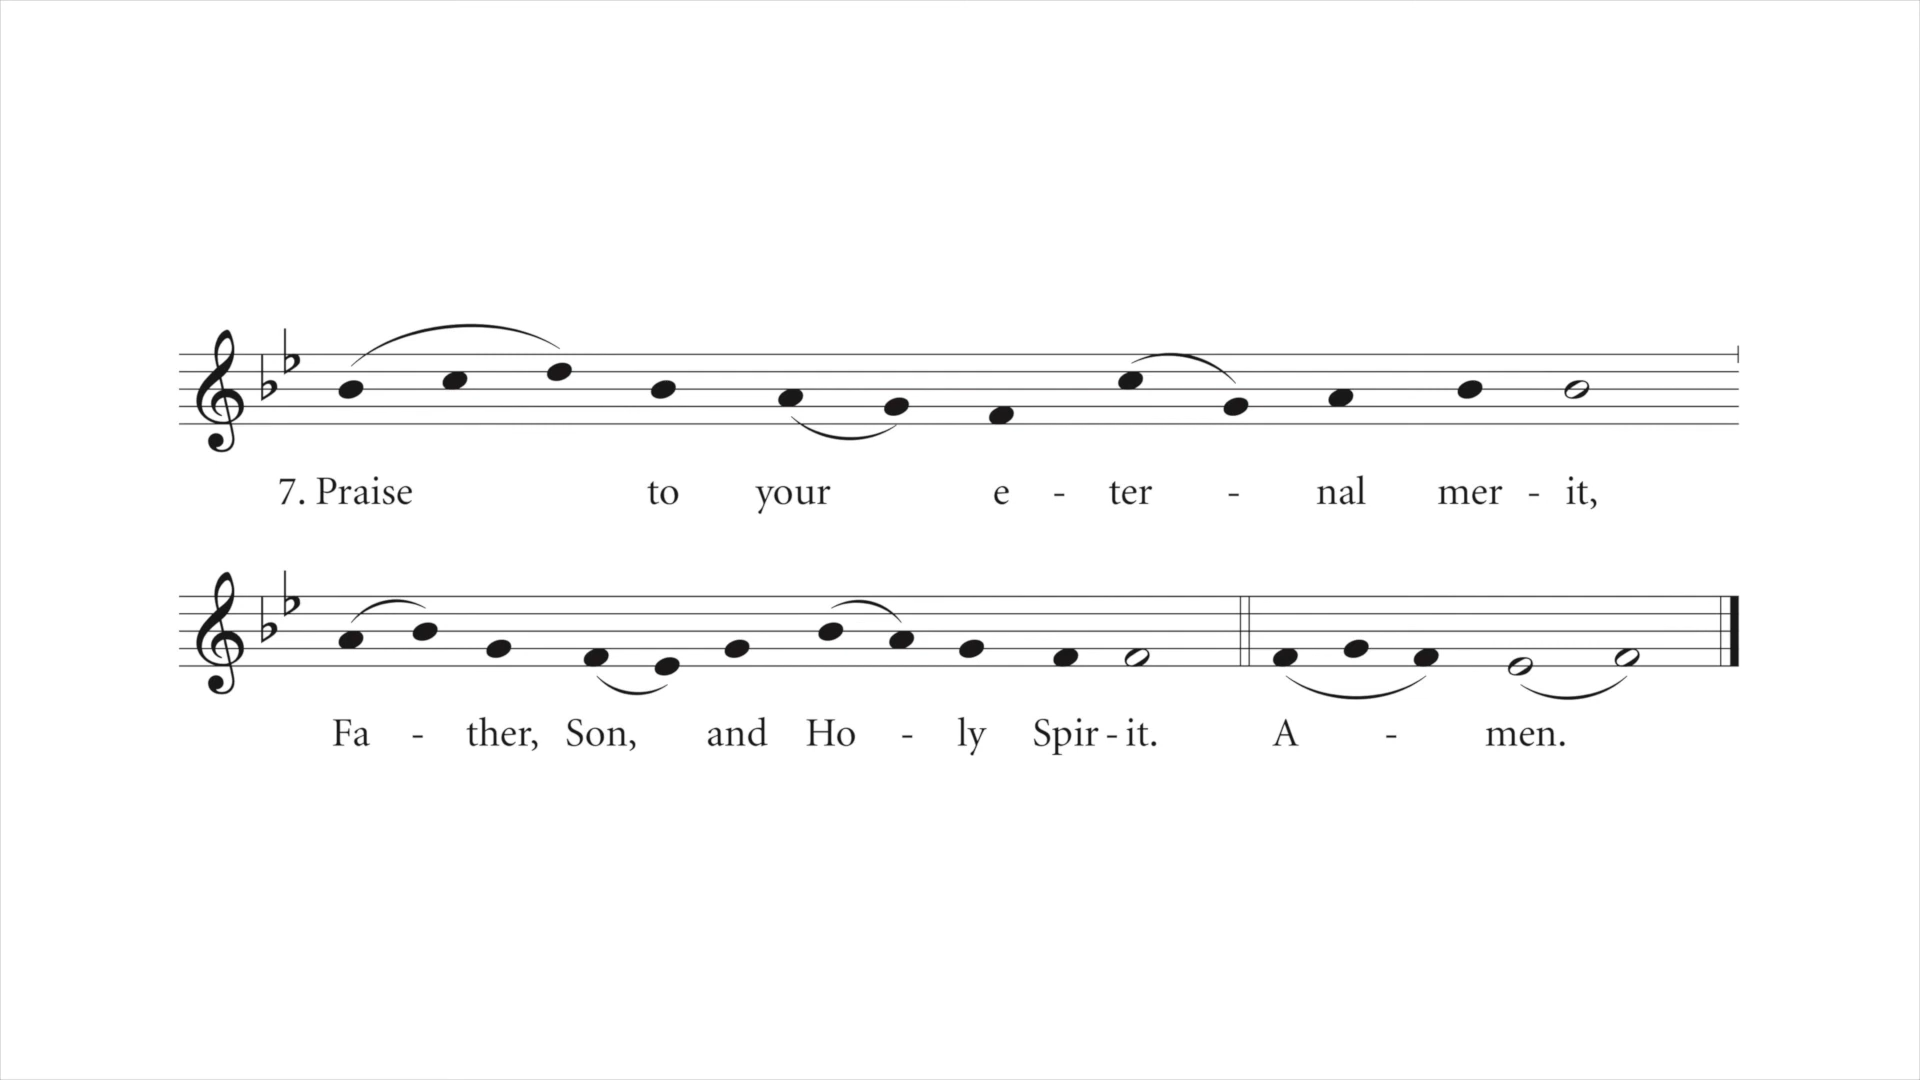 7. Praise to your e - ter - nal mer - it,
Fa - ther, Son, and Ho - ly Spir - it. A - men.